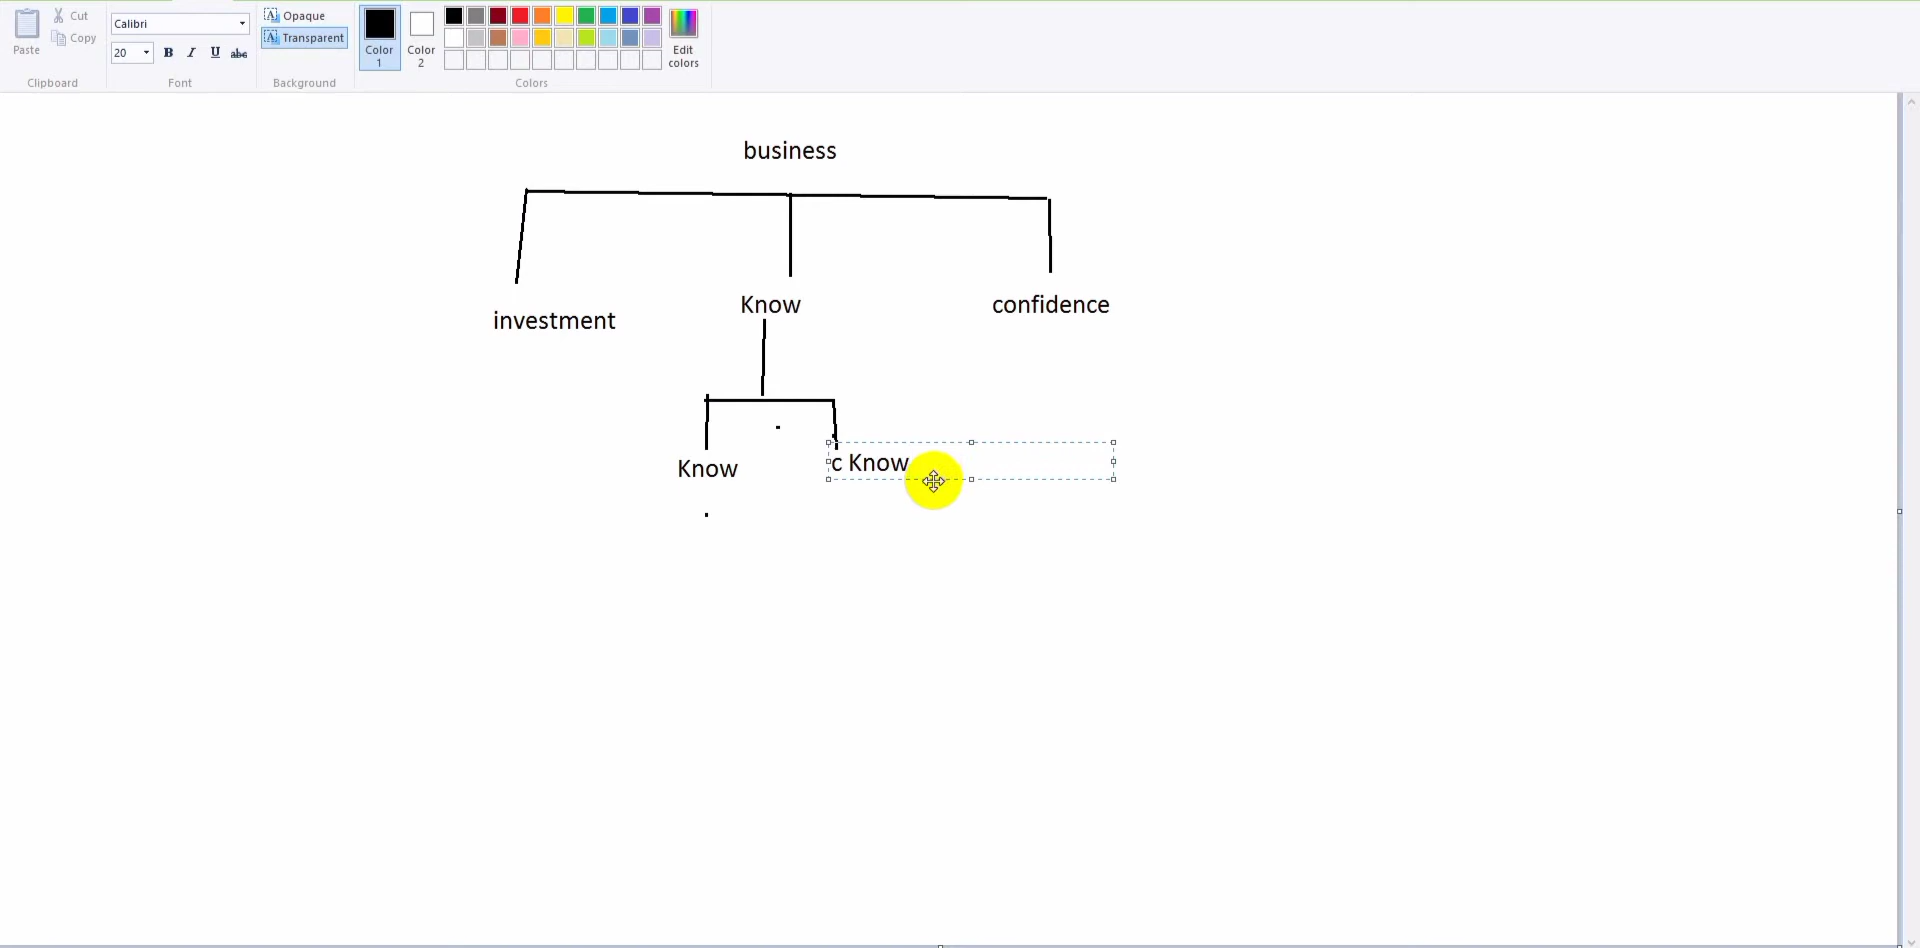 Paste
Cut
Copy
Clipboard
Calibri
20
B I U abc
Font
Opaque
Transparent
Background
Color 1
Color 2
Edit colors
Colors
business
investment
Know
confidence
Know
c Know